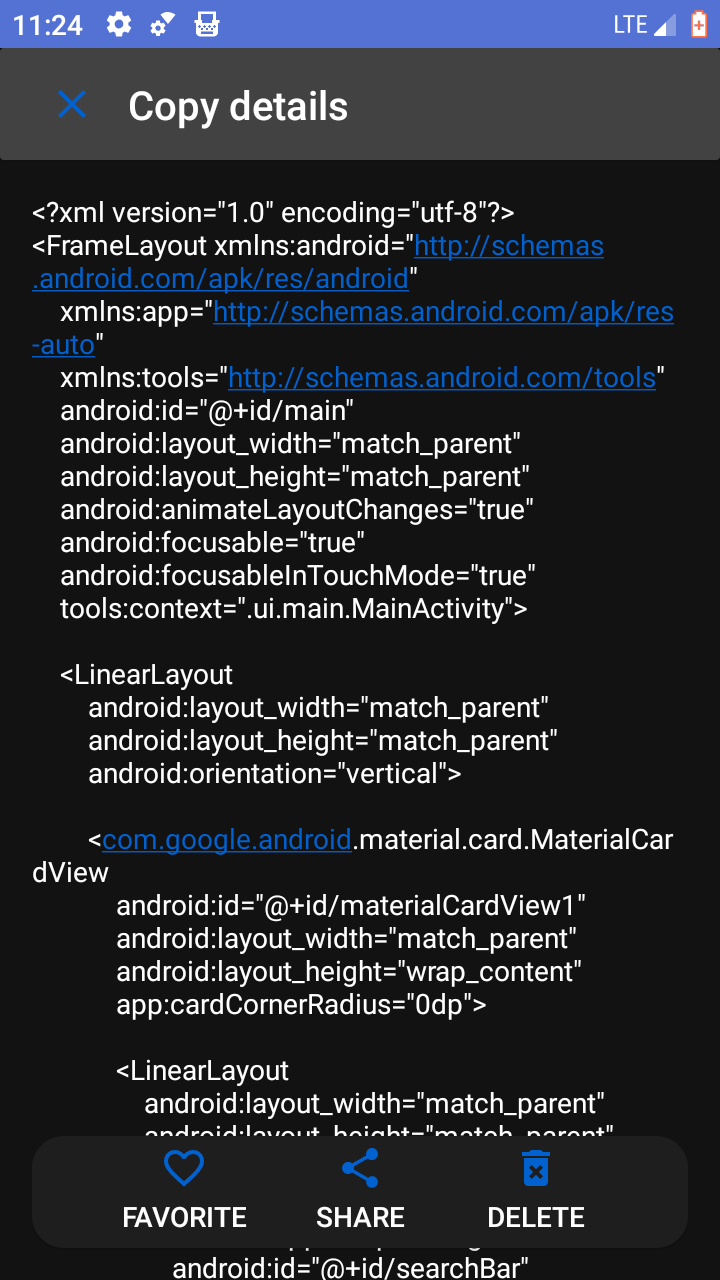 11:24
LTE
Copy details
<?xml version="1.0" encoding="utf-8"?>
<FrameLayout xmlns:android="http://schemas
.android.com/apk/res/android"
xmlns:app="http://schemas.android.com/apk/res
-auto"
xmlns:tools="http://schemas.android.com/tools"
android:id="@+id/main"
android:layout_width="match_parent"
android:layout_height="match_parent"
android:animateLayoutChanges="true"
android:focusable="true"
android:focusableInTouchMode="true"
tools:context=".ui.main.MainActivity">
<LinearLayout
android:layout_width="match_parent"
android:layout_height="match_parent"
android:orientation="vertical">
<com.google.android.material.card.MaterialCar
dView
android:id="@+id/materialCardView1"
android:layout_width="match_parent"
android:layout_height="wrap_content"
app:cardCornerRadius="0dp">
<LinearLayout
android:layout_width="match_parent"
android:layout_height="match_parent"
FAVORITE
SHARE
DELETE
android:id="@+id/searchBar"